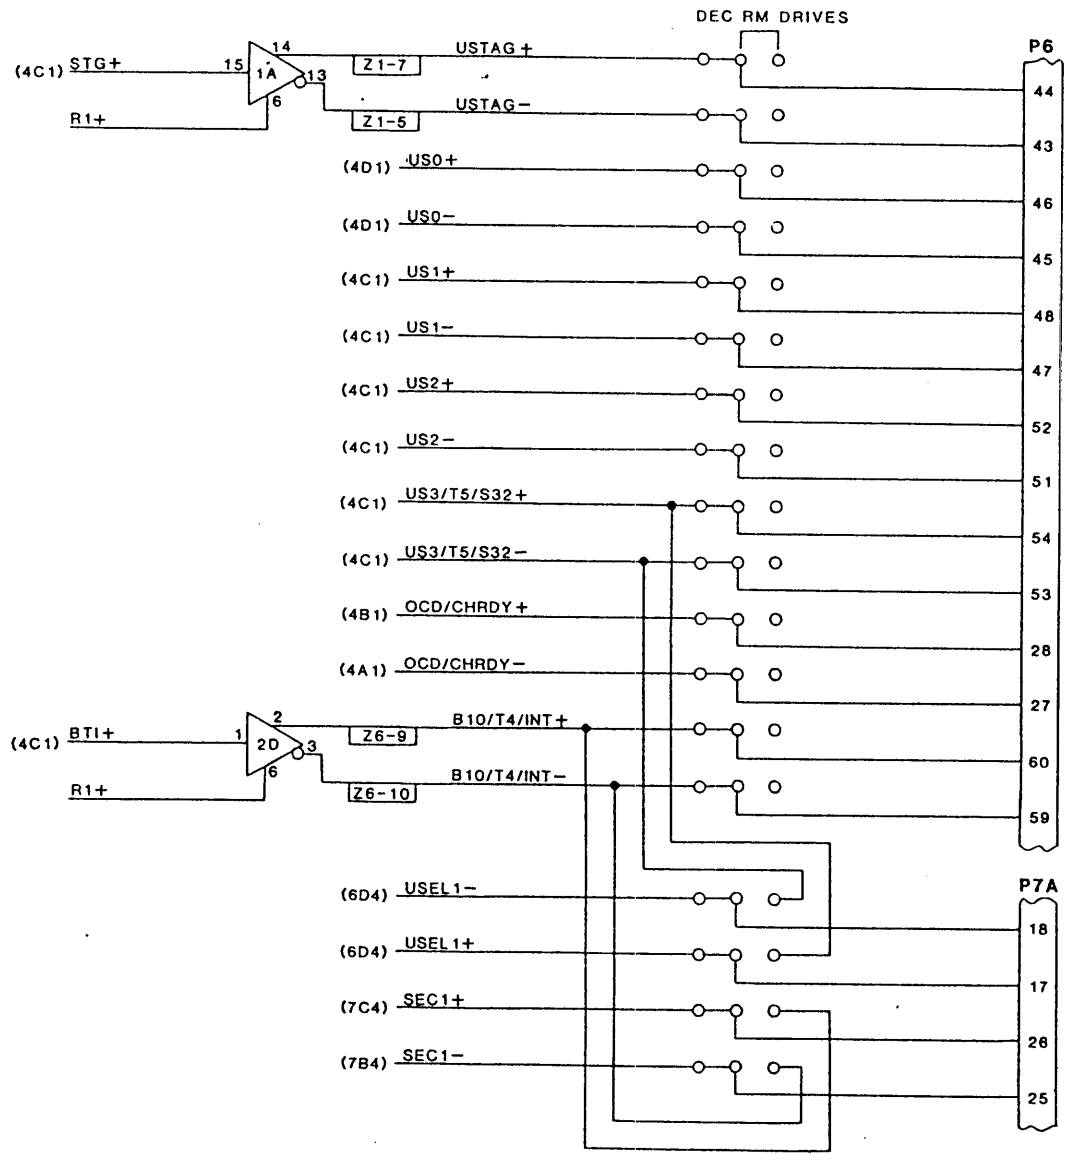 DEC RM DRIVES
P6
14
(4C1) STG+ 15 1A 13 Z1-7 USTAG+
6
44
R1+ Z1-5 USTAG-
43
(4D1) US0+
46
(4D1) US0-
45
(4C1) US1+
48
(4C1) US1-
47
(4C1) US2+
52
(4C1) US2-
51
(4C1) US3/T5/S32+
54
(4C1) US3/T5/S32-
53
(4B1) OCD/CHRDY+
28
(4A1) OCD/CHRDY-
27
2
(4C1) BTI+ 1 2D 3 Z6-9 B10/T4/INT+
6
60
R1+ Z6-10 B10/T4/INT-
59
P7A
(6D4) USEL1-
18
(6D4) USEL1+
17
(7C4) SEC1+
26
(7B4) SEC1-
25